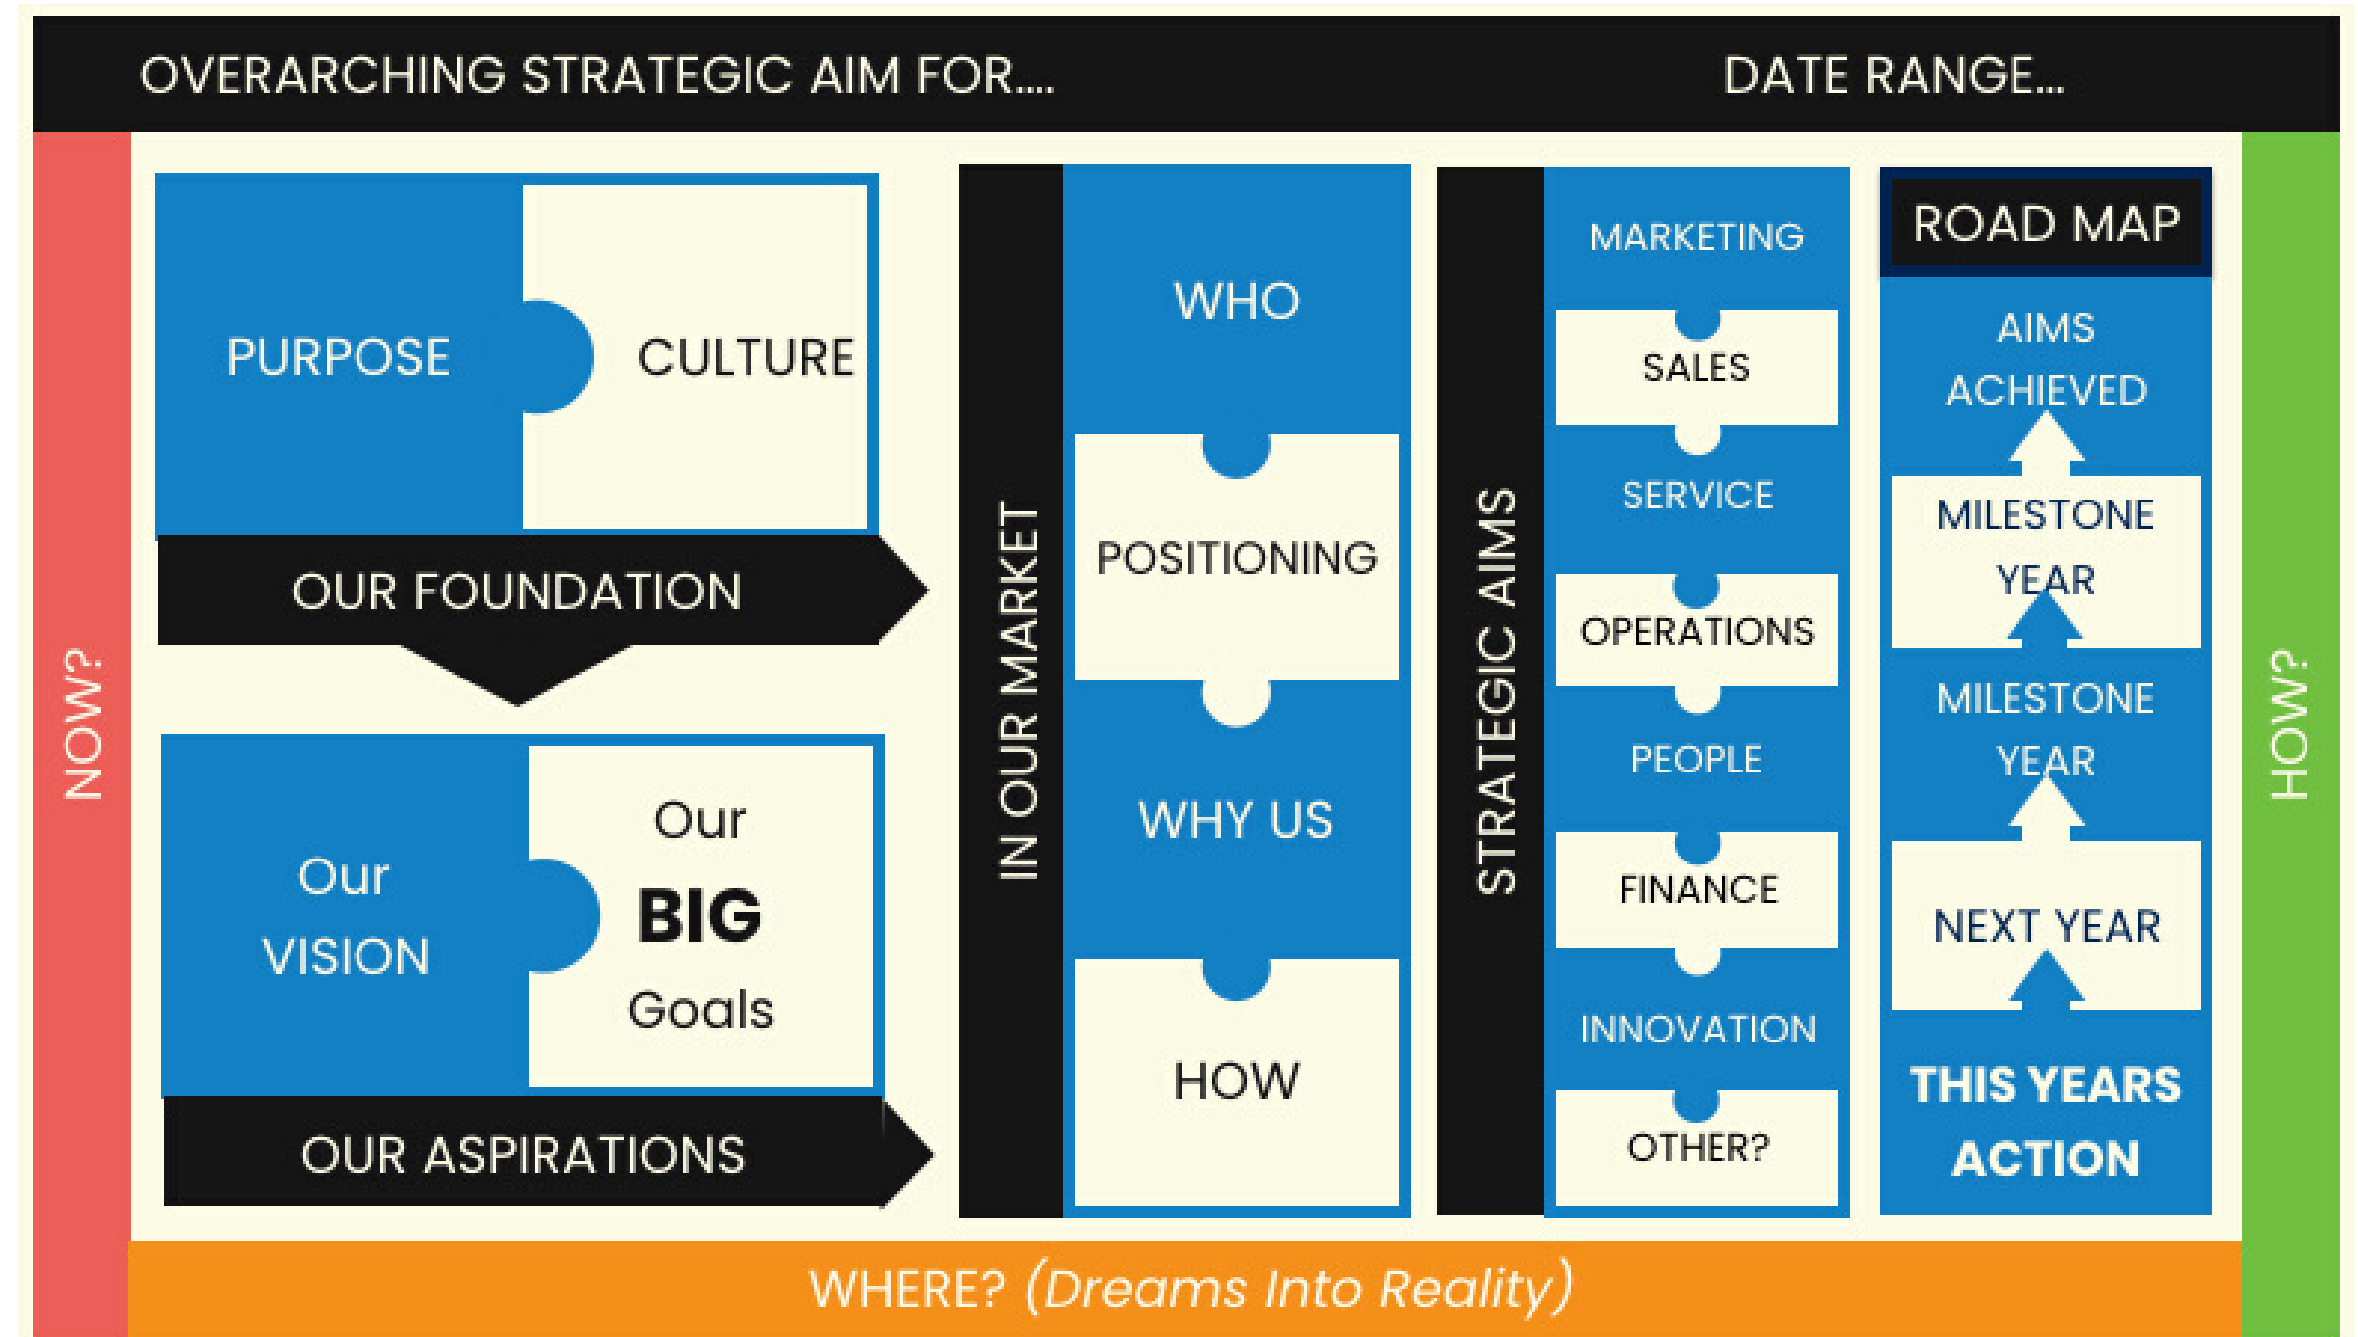 OVERARCHING STRATEGIC AIM FOR....
DATE RANGE...
NOW?
PURPOSE
CULTURE
OUR FOUNDATION
Our
VISION
Our
BIG
Goals
OUR ASPIRATIONS
IN OUR MARKET
WHO
POSITIONING
WHY US
HOW
STRATEGIC AIMS
MARKETING
SALES
SERVICE
OPERATIONS
PEOPLE
FINANCE
INNOVATION
OTHER?
ROAD MAP
AIMS
ACHIEVED
MILESTONE
YEAR
MILESTONE
YEAR
NEXT YEAR
THIS YEARS
ACTION
HOW?
WHERE? (Dreams Into Reality)